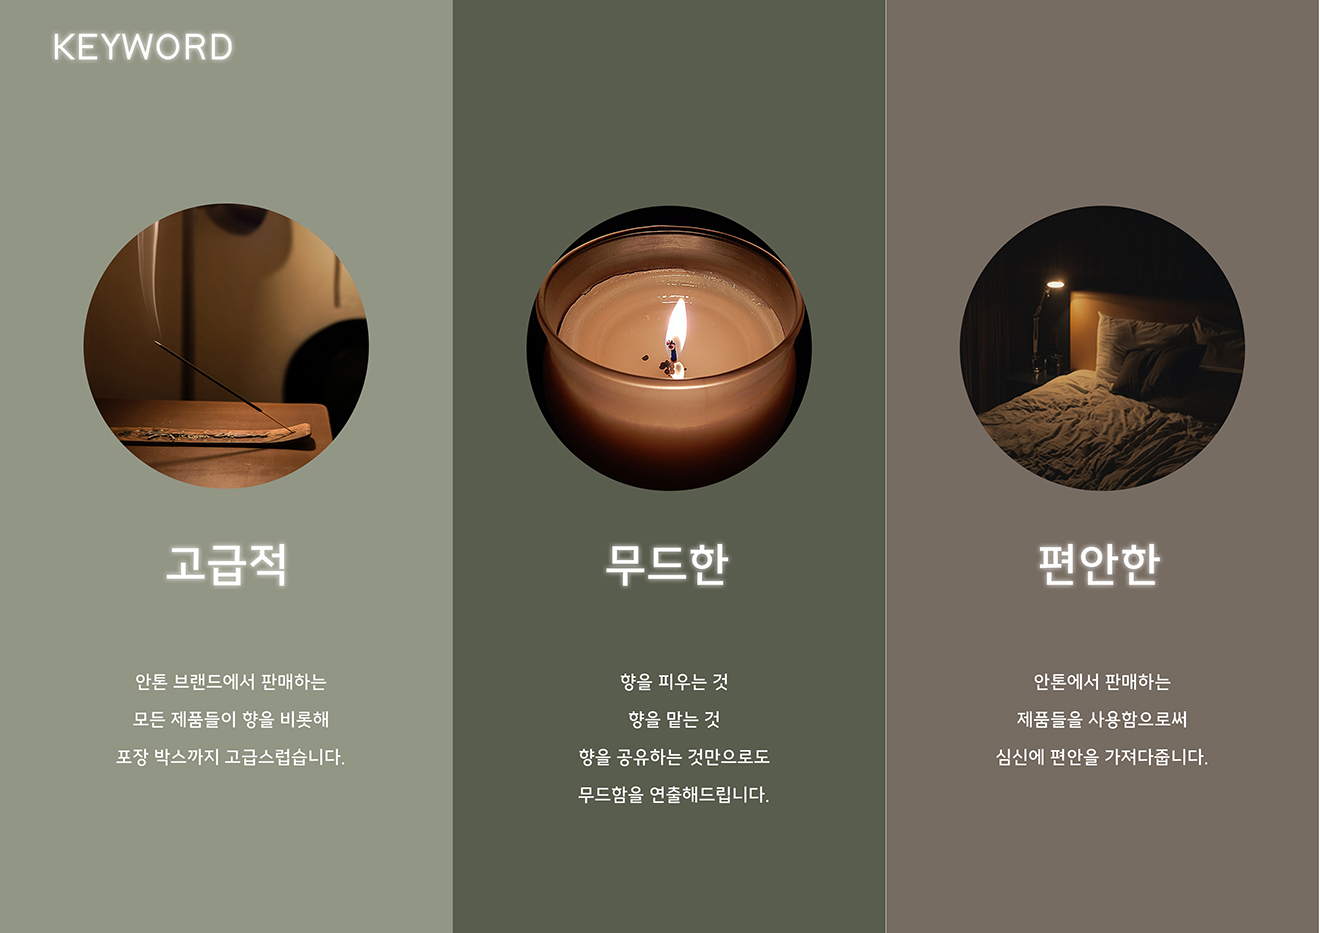 KEYWORD
고급적
안톤 브랜드에서 판매하는
모든 제품들이 향을 비롯해
포장 박스까지 고급스럽습니다.
무드한
향을 피우는 것
향을 맡는 것
향을 공유하는 것만으로도
무드함을 연출해드립니다.
편안한
안톤에서 판매하는
제품들을 사용함으로써
심신에 편안을 가져다줍니다.